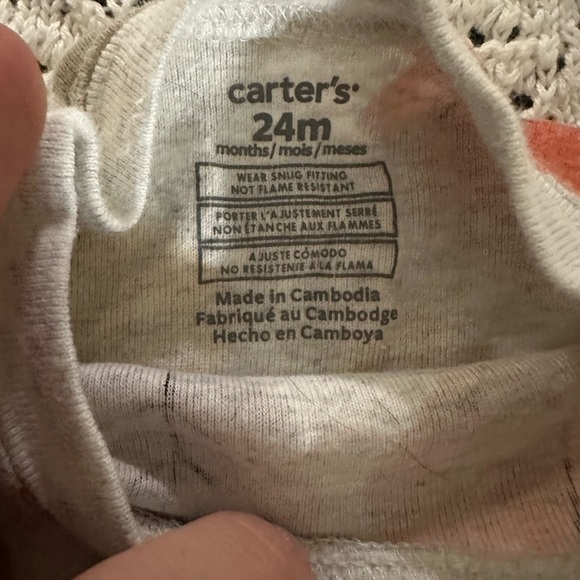 carter's
24m
months/mois/meses
WEAR SNUG FITTING
NOT FLAME RESISTANT
PORTER L'AJUSTEMENT SERRÉ
NON ÉTANCHE AUX FLAMMES
AJUSTE CÓMODO
NO RESISTENTE A LA FLAMA
Made in Cambodia
Fabriqué au Cambodge
Hecho en Camboya